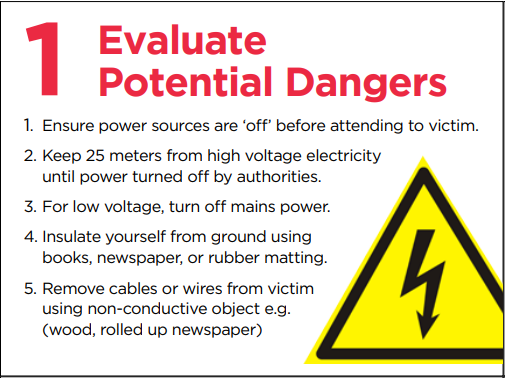 1
Evaluate
Potential Dangers
1. Ensure power sources are ‘off’ before attending to victim.
2. Keep 25 meters from high voltage electricity
until power turned off by authorities.
3. For low voltage, turn off mains power.
4. Insulate yourself from ground using
books, newspaper, or rubber matting.
5. Remove cables or wires from victim
using non-conductive object e.g.
(wood, rolled up newspaper)